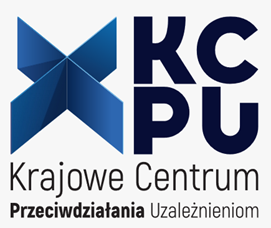 KC
PU
Krajowe Centrum
Przeciwdziałania Uzależnieniom